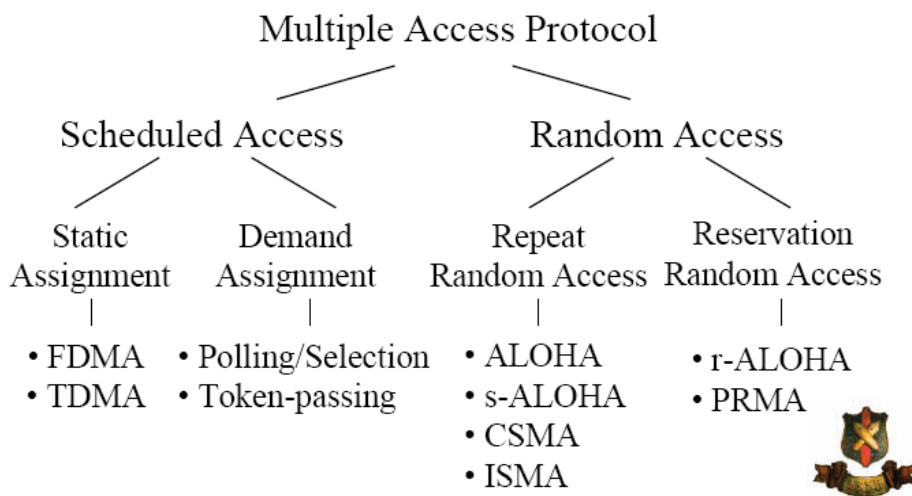 Multiple Access Protocol
Scheduled Access
Random Access
Static
Assignment
Demand
Assignment
Repeat
Random Access
Reservation
Random Access
• FDMA
• TDMA
• Polling/Selection
• Token-passing
• ALOHA
• s-ALOHA
• CSMA
• ISMA
• r-ALOHA
• PRMA